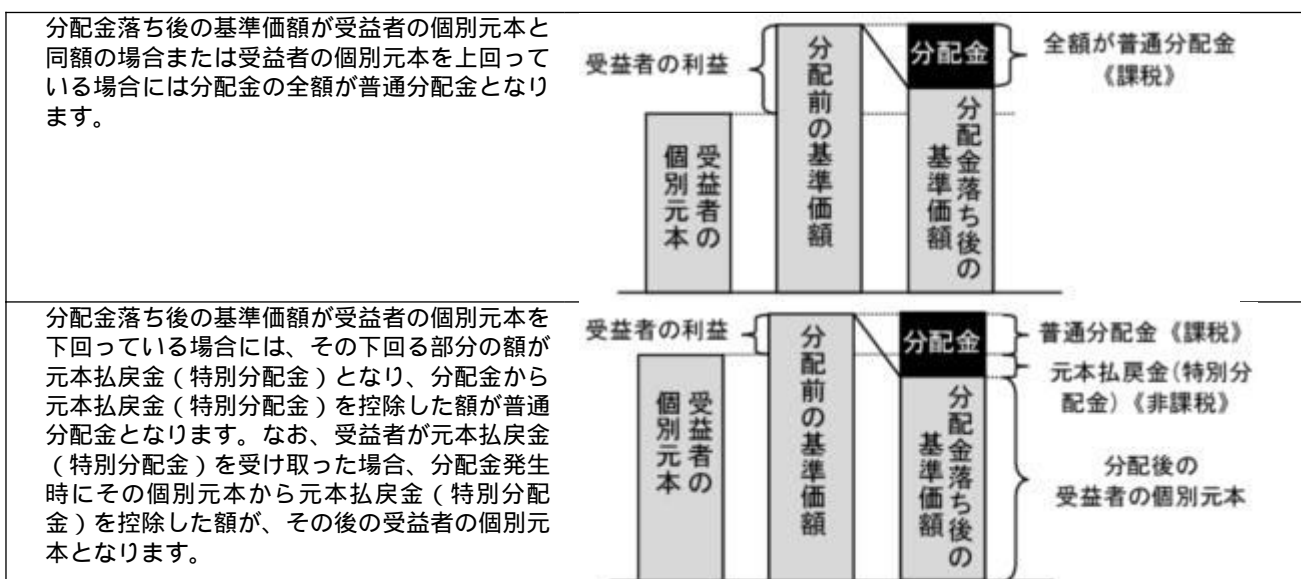 分配金落ち後の基準価額が受益者の個別元本と
同額の場合または受益者の個別元本を上回って
いる場合には分配金の全額が普通分配金となり
ます。
受益者の利益
受益者の
個別元本
分配前の基準価額
分配金
分配金落ち後の
基準価額
全額が普通分配金
《課税》
分配金落ち後の基準価額が受益者の個別元本を
下回っている場合には、その下回る部分の額が
元本払戻金（特別分配金）となり、分配金から
元本払戻金（特別分配金）を控除した額が普通
分配金となります。なお、受益者が元本払戻金
（特別分配金）を受け取った場合、分配金発生
時にその個別元本から元本払戻金（特別分配
金）を控除した額が、その後の受益者の個別元
本となります。
受益者の利益
受益者の
個別元本
分配前の基準価額
分配金
分配金落ち後の
基準価額
普通分配金《課税》
元本払戻金(特別分
配金)《非課税》
分配後の
受益者の個別元本